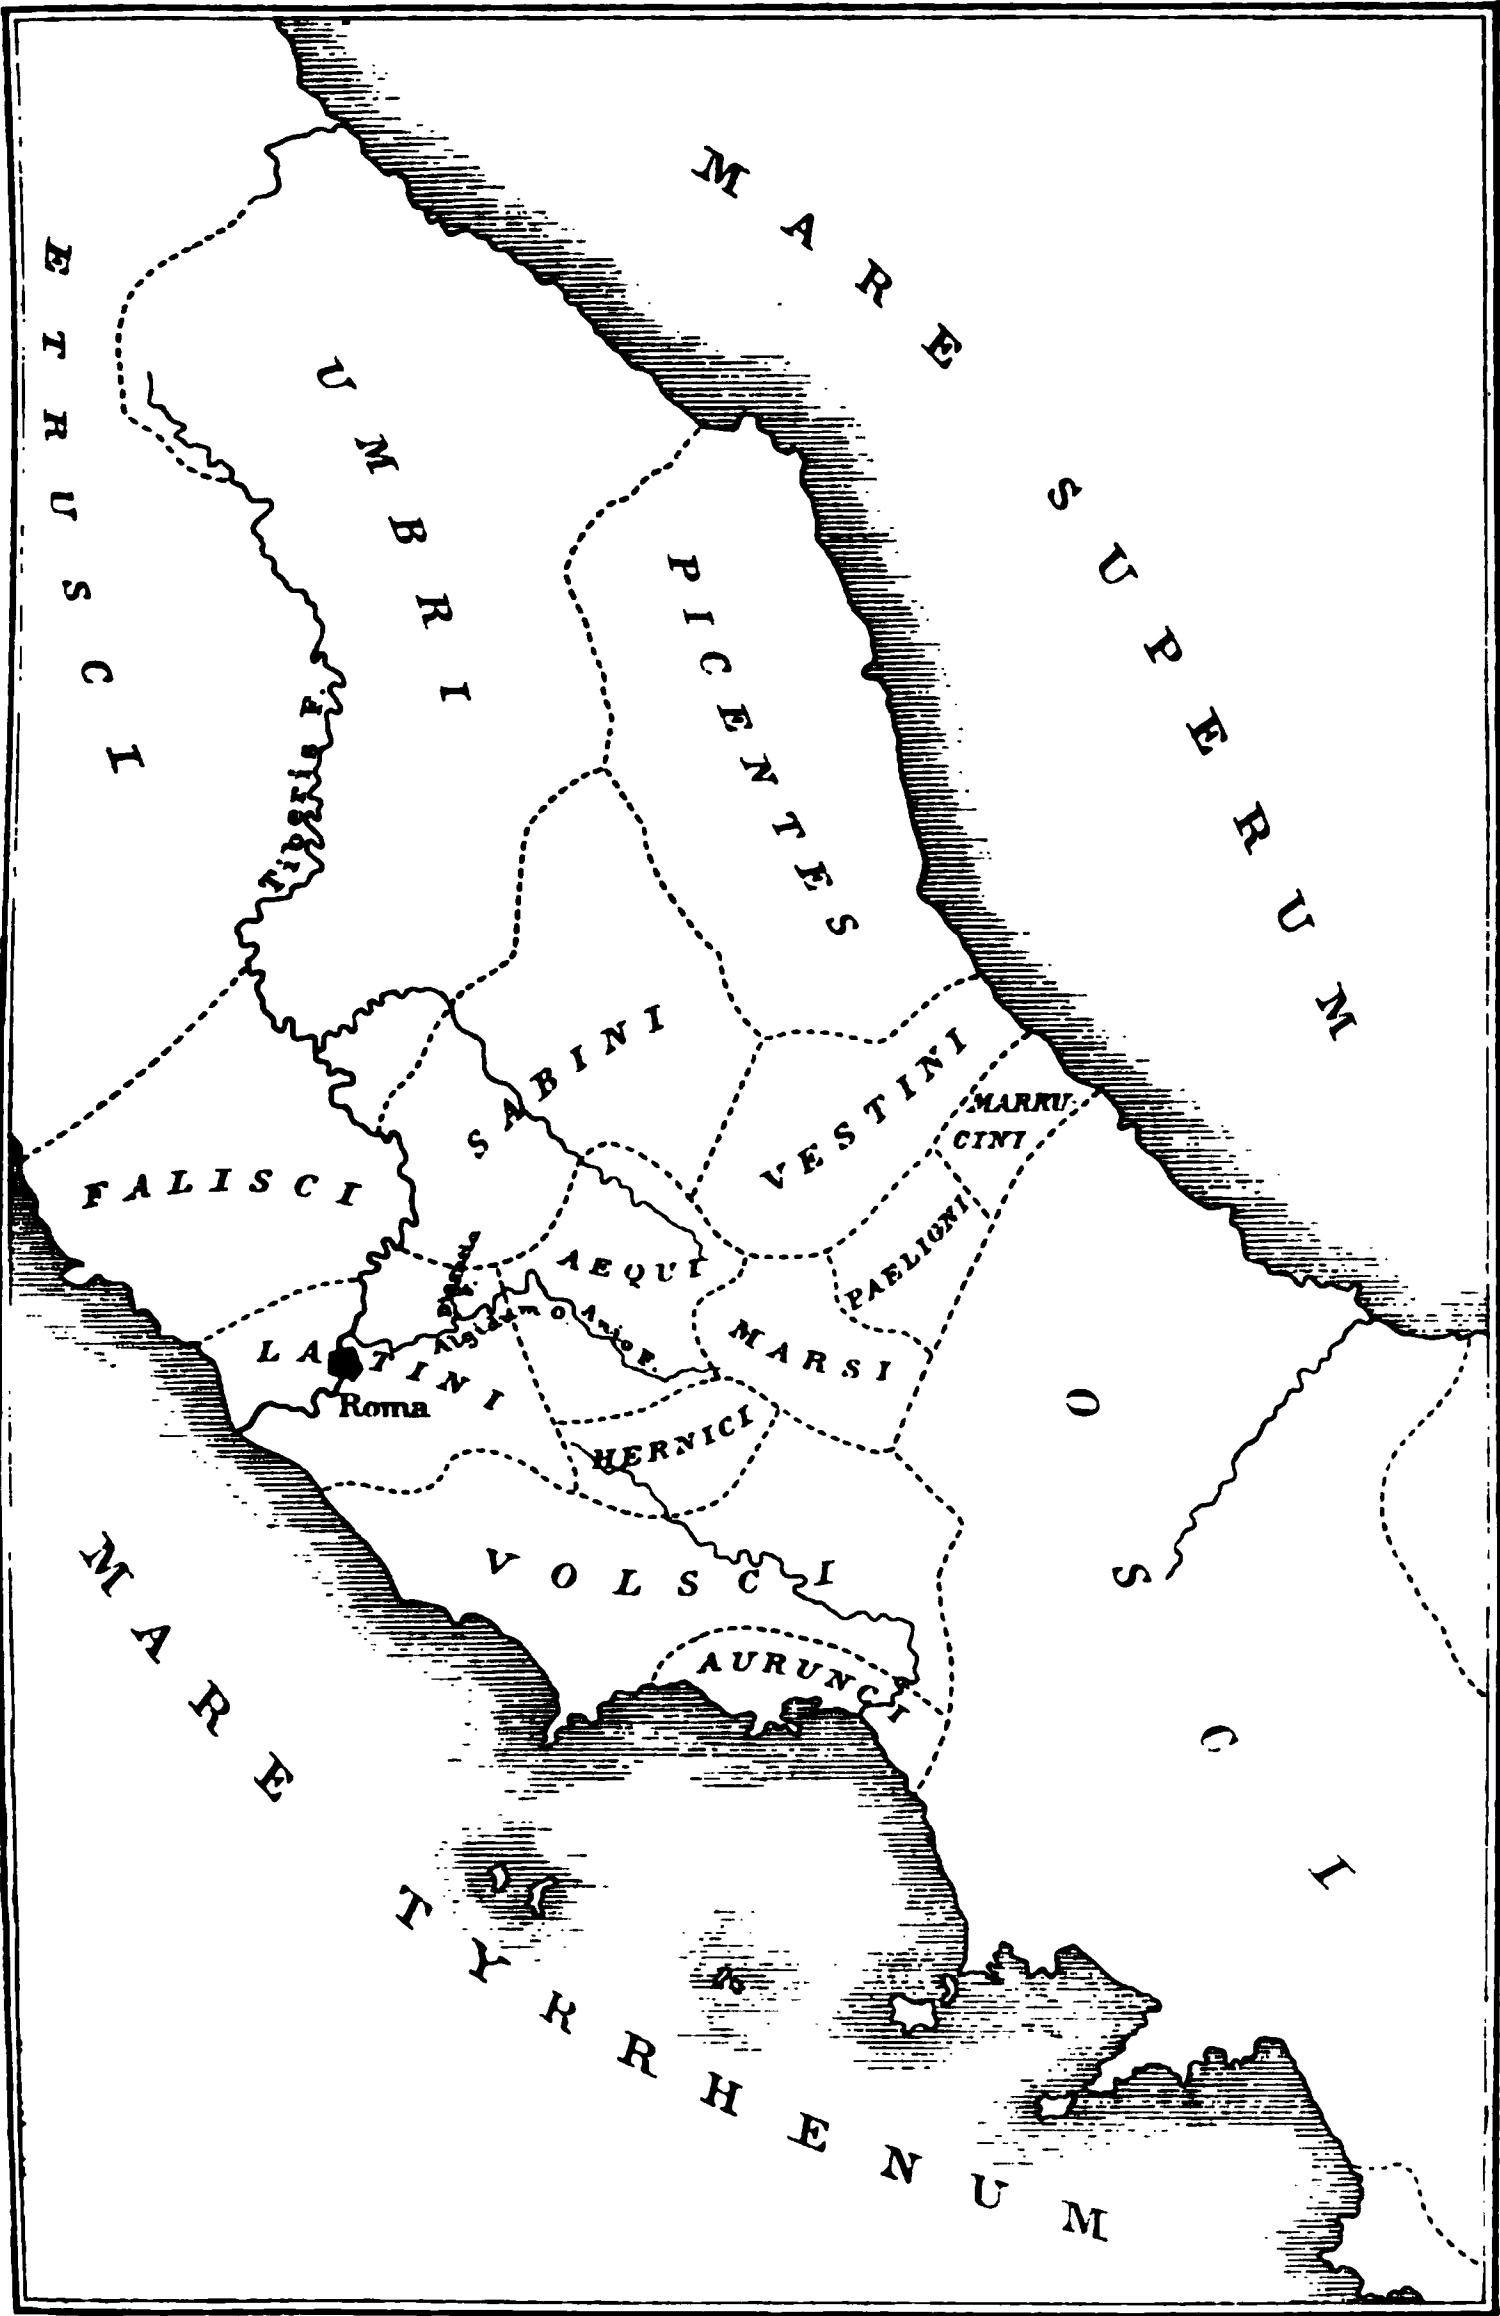 MARE SUPERUM
ETRUSCI
UMBRI
PICENTES
Tiberis F.
SABINI
VESTINI
MARRU
CINI
FALISCI
PAELIGNI
AEQUI
Anio F.
Algidum
MARSI
LATINI
Roma
HERNICI
OSCI
VOLSCI
AURUNCI
MARE TYRRHENUM